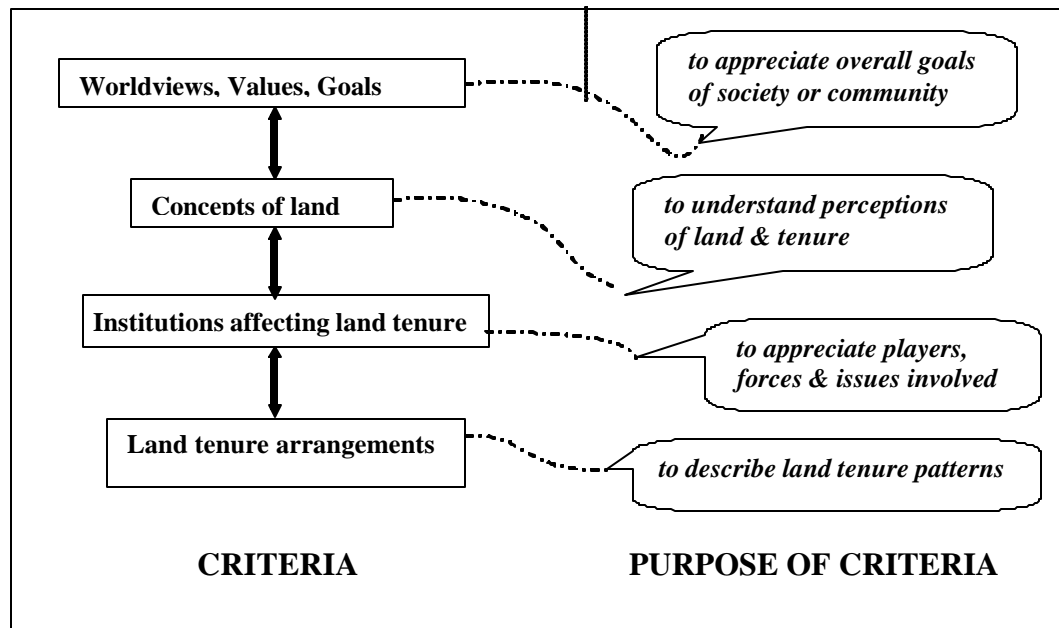 Worldviews, Values, Goals
to appreciate overall goals
of society or community
Concepts of land
to understand perceptions
of land & tenure
Institutions affecting land tenure
to appreciate players,
forces & issues involved
Land tenure arrangements
to describe land tenure patterns
CRITERIA
PURPOSE OF CRITERIA